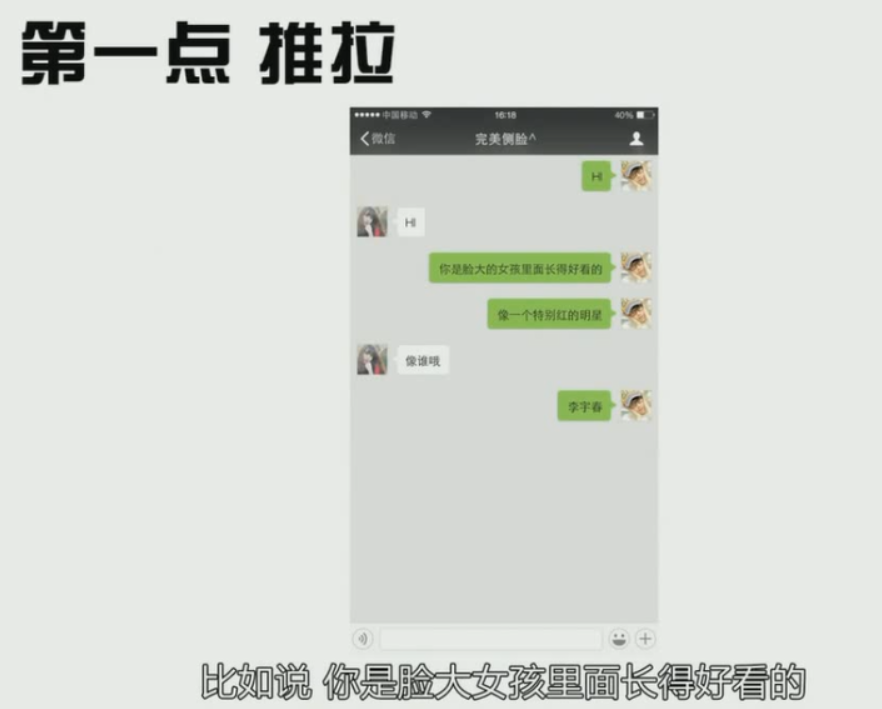 第一点 推拉
中国移动 16:18 40%
微信 完美侧脸^
HI
HI
你是脸大的女孩里面长得好看的
像一个特别红的明星
像谁哦
李宇春
比如说 你是脸大女孩里面长得好看的